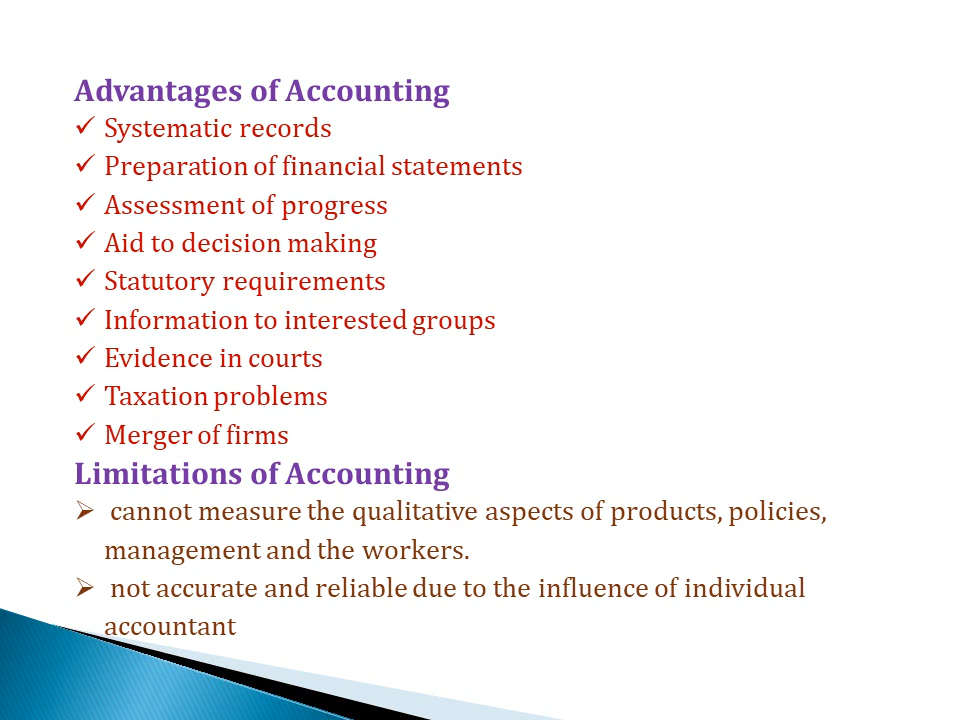 Advantages of Accounting
✓ Systematic records
✓ Preparation of financial statements
✓ Assessment of progress
✓ Aid to decision making
✓ Statutory requirements
✓ Information to interested groups
✓ Evidence in courts
✓ Taxation problems
✓ Merger of firms
Limitations of Accounting
➢ cannot measure the qualitative aspects of products, policies,
management and the workers.
➢ not accurate and reliable due to the influence of individual
accountant